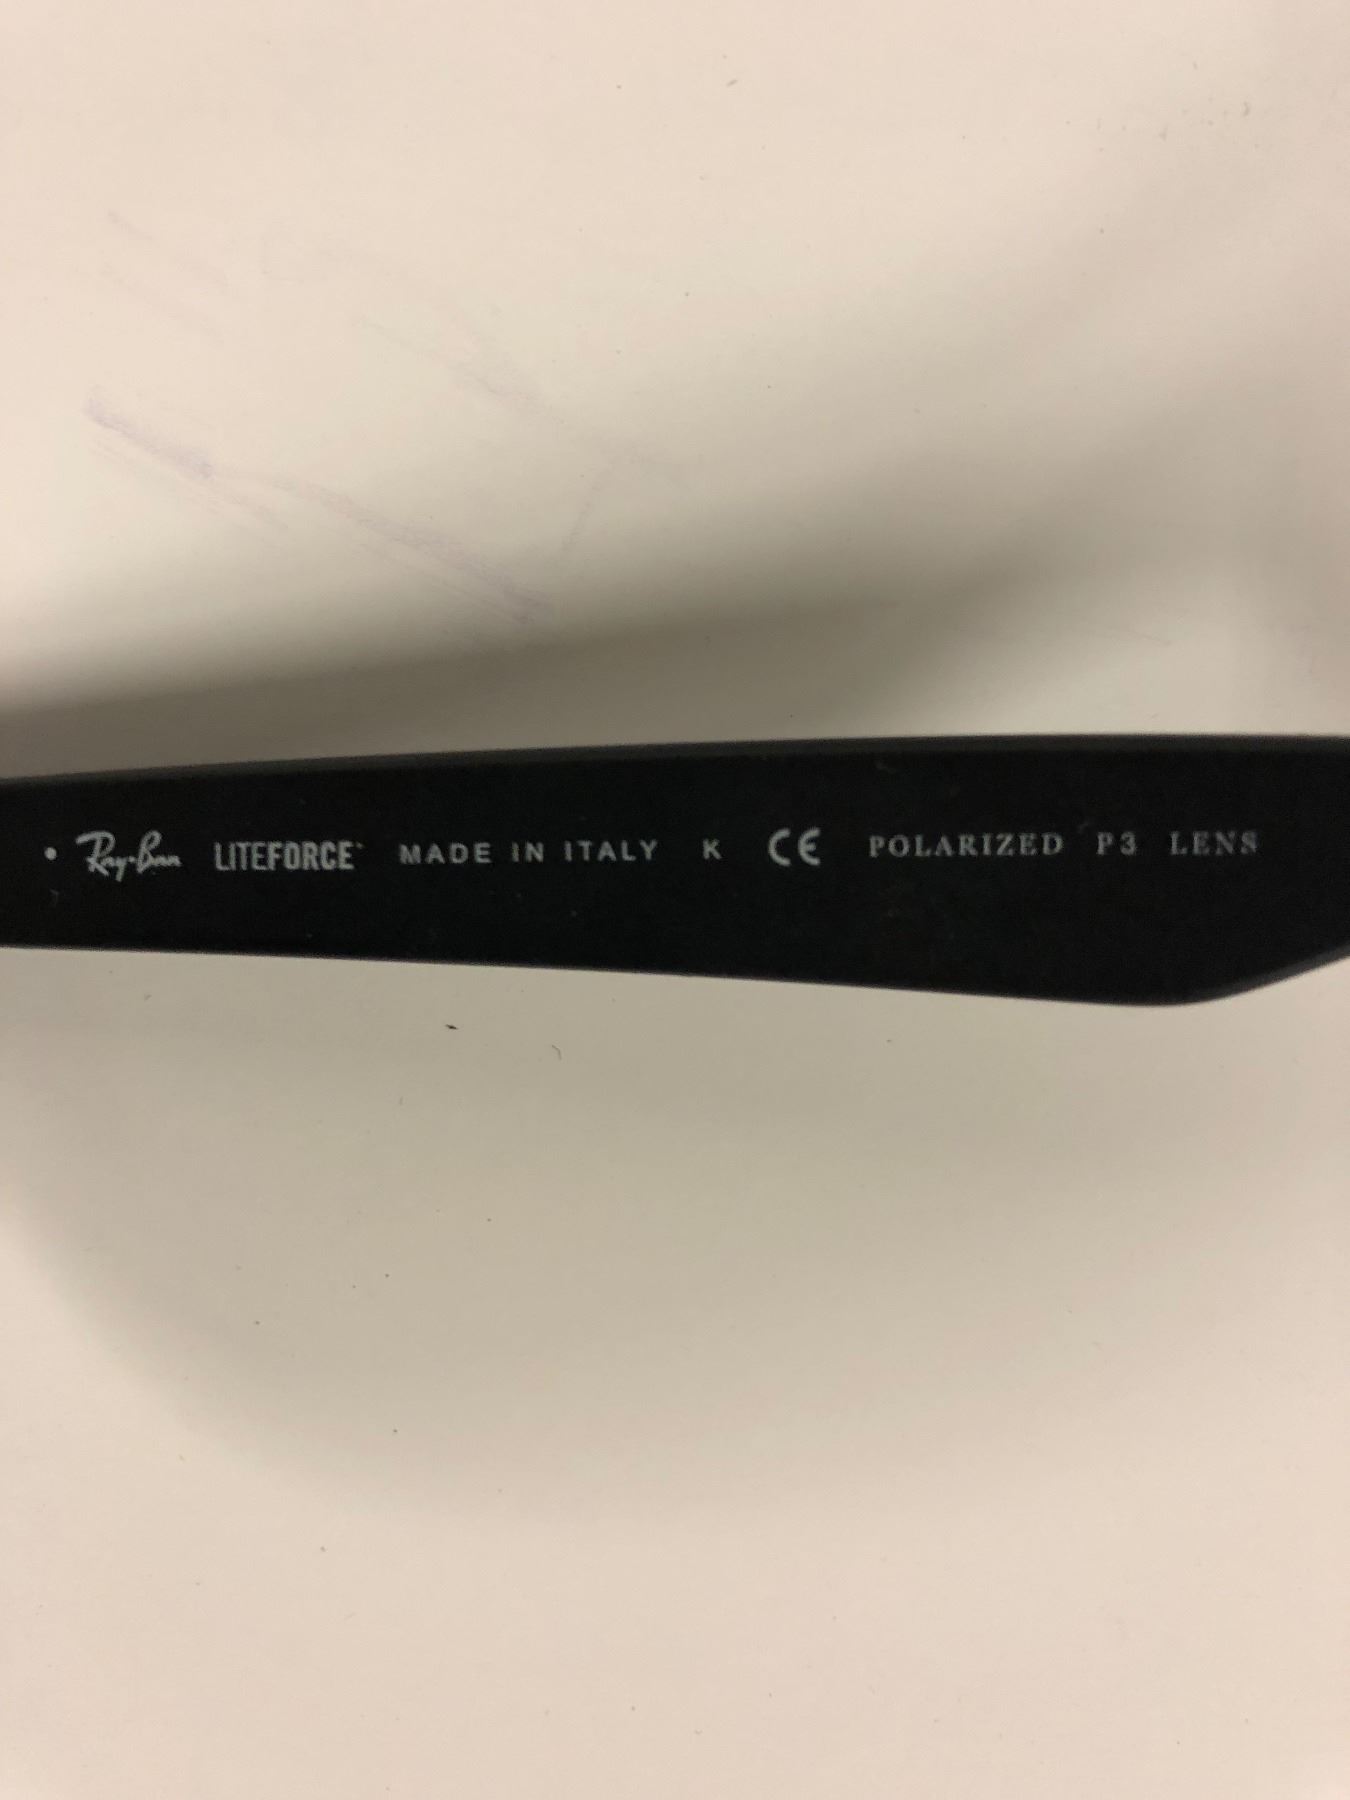 Ray-Ban LITEFORCE MADE IN ITALY K CE POLARIZED P3 LENS